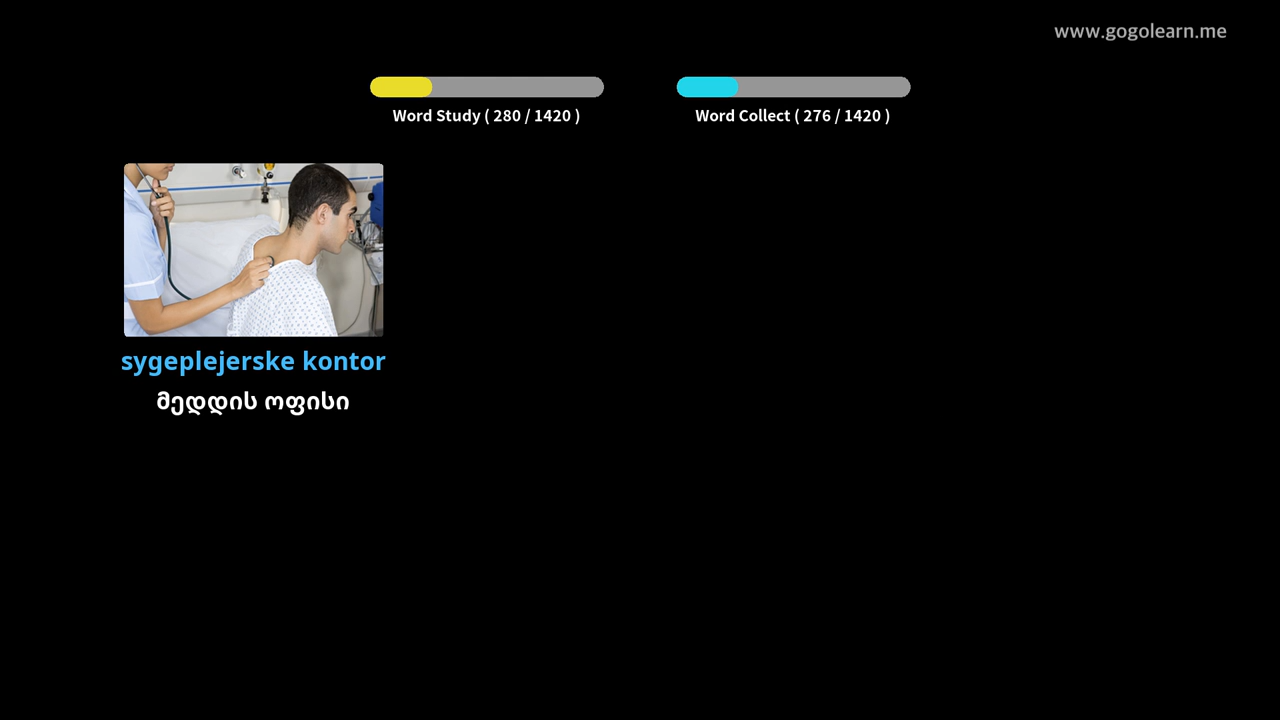 www.gogolearn.me
Word Study ( 280 / 1420 )
Word Collect ( 276 / 1420 )
sygeplejerske kontor
მედდის ოფისი